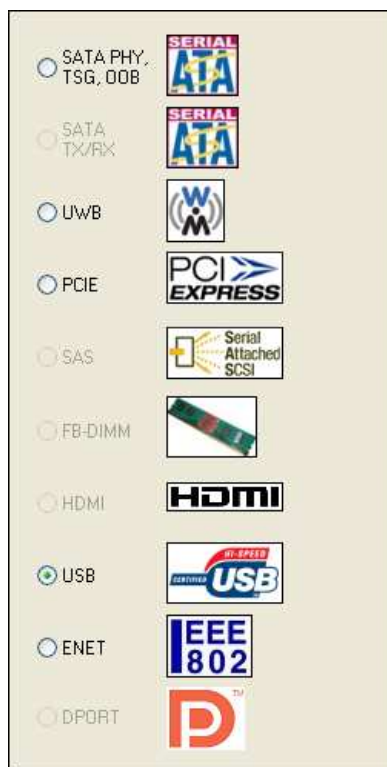 SATA PHY,
TSG, OOB
SERIAL
ATA
SATA
TX/RX
SERIAL
ATA
UWB
W
M
PCIE
PCI
EXPRESS
SAS
Serial
Attached
SCSI
FB-DIMM
HDMI
HDMI
USB
HI-SPEED
CERTIFIED USB
ENET
IEEE
802
DPORT
P
TM